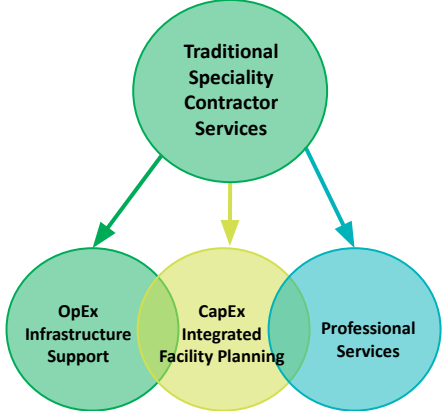 Traditional
Speciality
Contractor
Services
OpEx
Infrastructure
Support
CapEx
Integrated
Facility Planning
Professional
Services